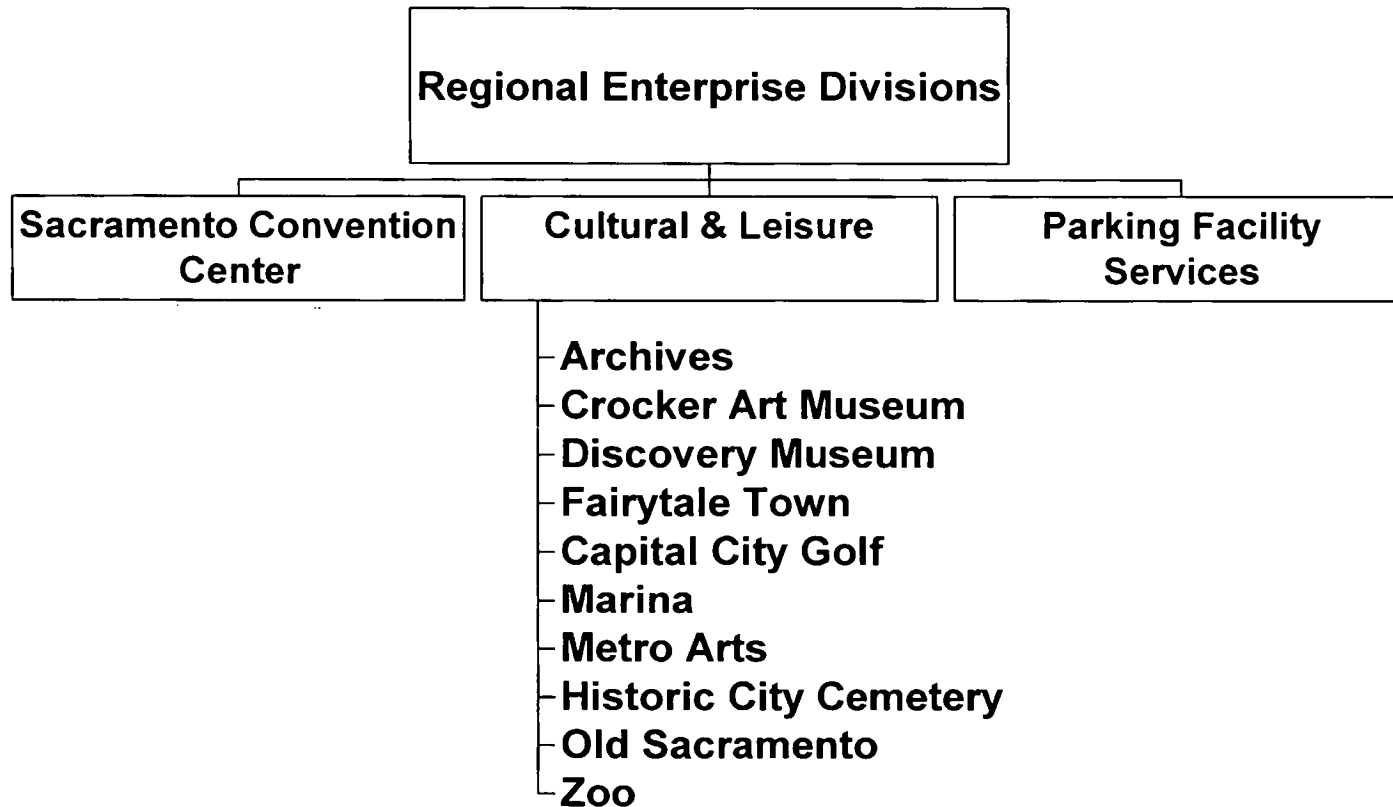 Regional Enterprise Divisions
Sacramento Convention
Center
Cultural & Leisure
Parking Facility
Services
Archives
Crocker Art Museum
Discovery Museum
Fairytale Town
Capital City Golf
Marina
Metro Arts
Historic City Cemetery
Old Sacramento
Zoo